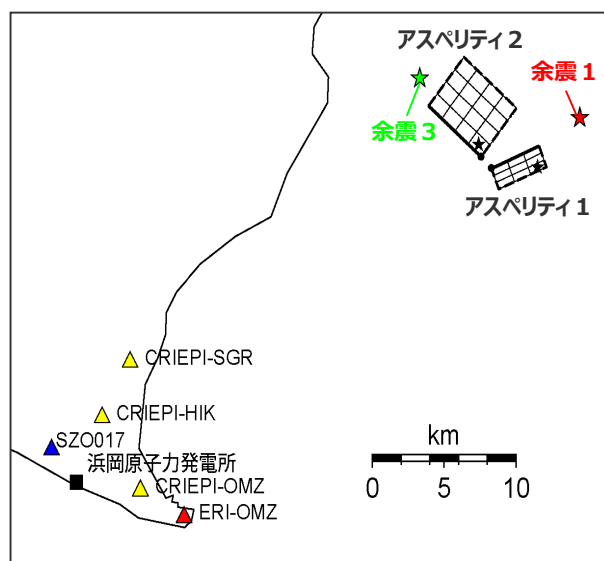 アスペリティ２
余震１
余震３
アスペリティ１
CRIEPI-SGR
CRIEPI-HIK
SZO017
浜岡原子力発電所
CRIEPI-OMZ
ERI-OMZ
km
0 5 10